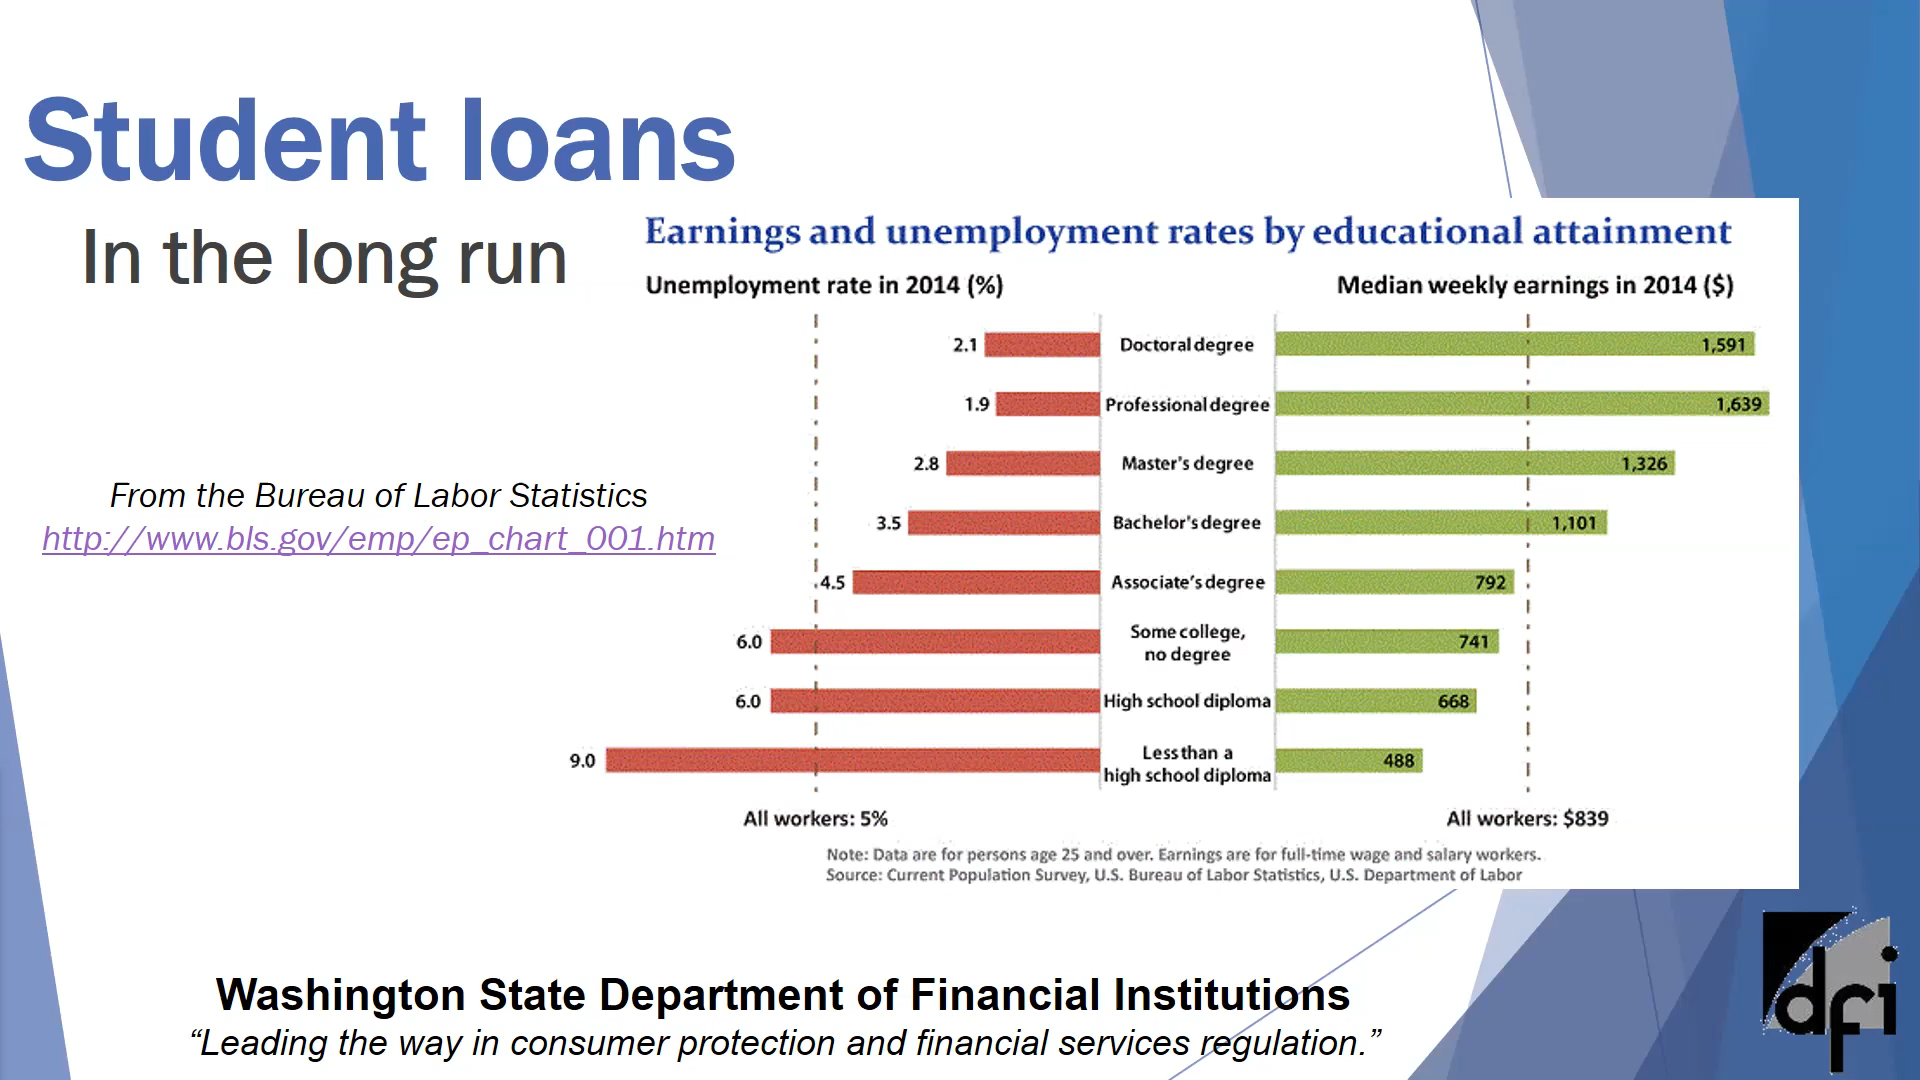 Student loans
In the long run
From the Bureau of Labor Statistics
http://www.bls.gov/emp/ep_chart_001.htm
Earnings and unemployment rates by educational attainment
Unemployment rate in 2014 (%) Median weekly earnings in 2014 ($)
2.1 Doctoral degree 1,591
1.9 Professional degree 1,639
2.8 Master's degree 1,326
3.5 Bachelor's degree 1,101
4.5 Associate's degree 792
6.0 Some college,
no degree 741
6.0 High school diploma 668
9.0 Less than a
high school diploma 488
All workers: 5% All workers: $839
Note: Data are for persons age 25 and over. Earnings are for full-time wage and salary workers.
Source: Current Population Survey, U.S. Bureau of Labor Statistics, U.S. Department of Labor
Washington State Department of Financial Institutions
“Leading the way in consumer protection and financial services regulation.”
dfi